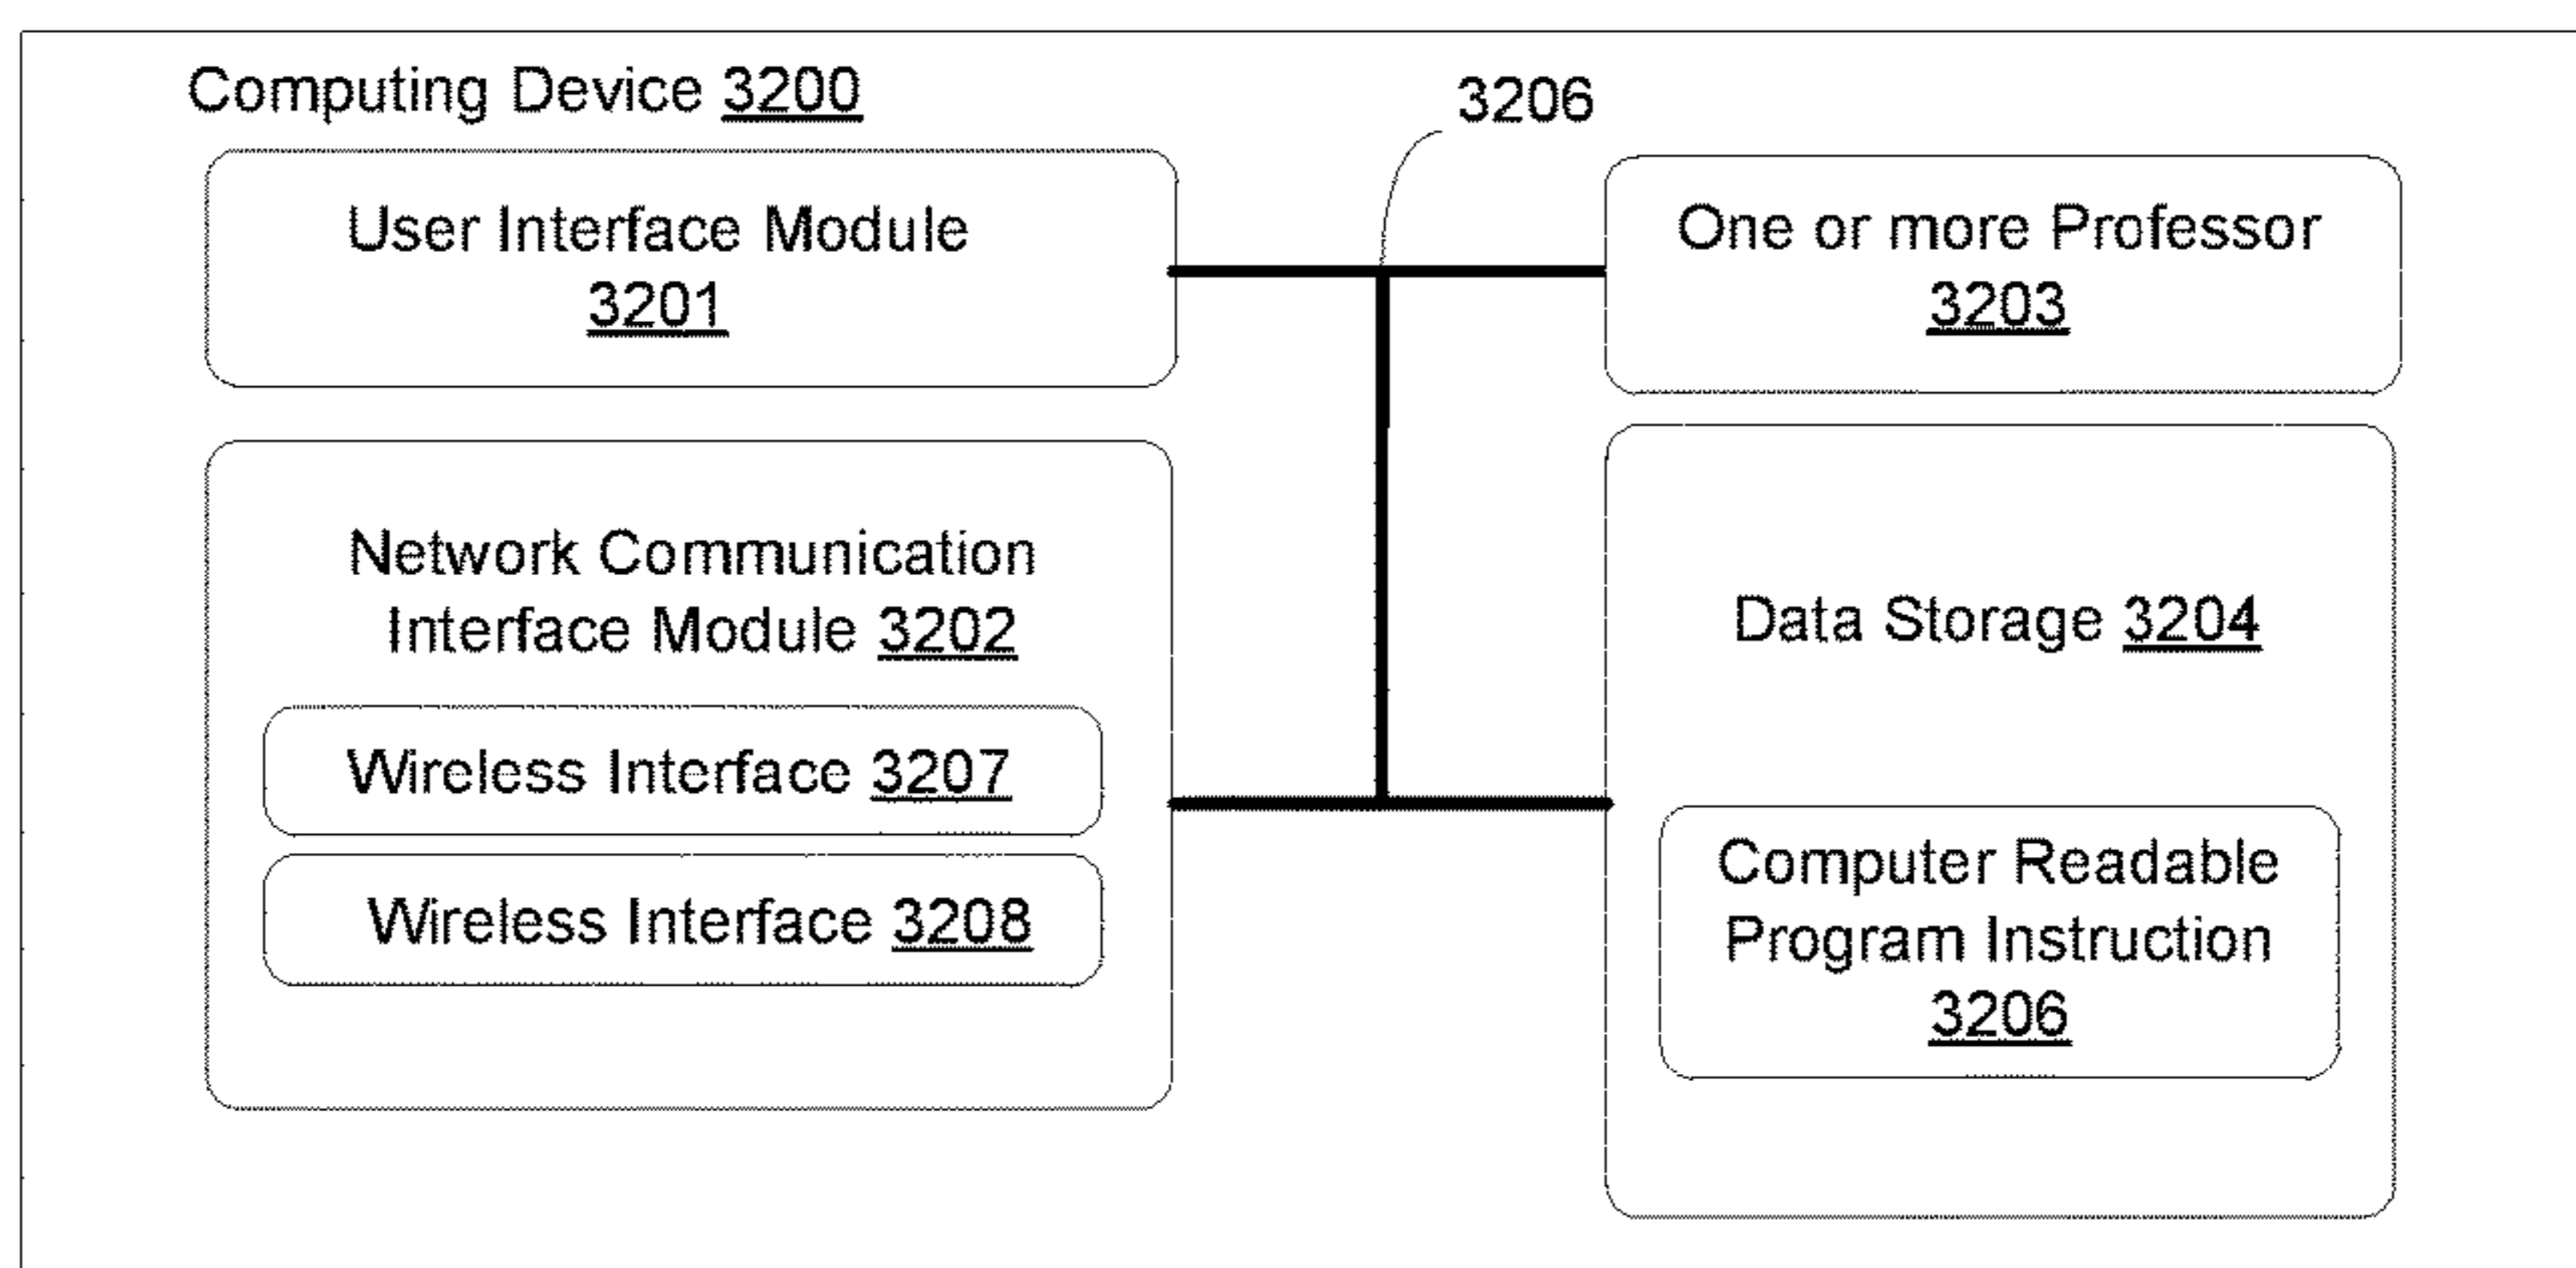 Computing Device 3200
3206
User Interface Module
3201
One or more Professor
3203
Network Communication
Interface Module 3202
Wireless Interface 3207
Wireless Interface 3208
Data Storage 3204
Computer Readable
Program Instruction
3206